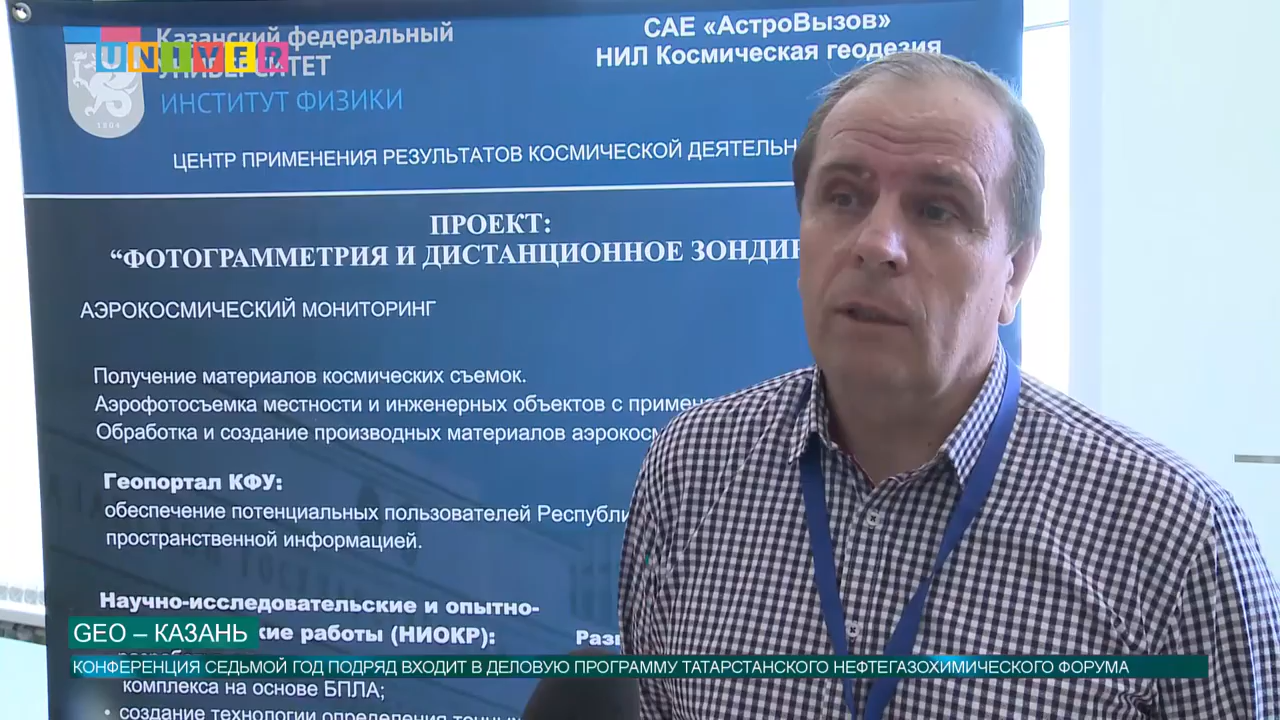 Казанский федеральный
УНИВЕРСИТЕТ
ИНСТИТУТ ФИЗИКИ
UNIVER
1804
САЕ «АстроВызов»
НИЛ Космическая геодезия
ЦЕНТР ПРИМЕНЕНИЯ РЕЗУЛЬТАТОВ КОСМИЧЕСКОЙ ДЕЯТЕЛЬН
ПРОЕКТ:
“ФОТОГРАММЕТРИЯ И ДИСТАНЦИОННОЕ ЗОНДИ
АЭРОКОСМИЧЕСКИЙ МОНИТОРИНГ
Получение материалов космических съемок.
Аэрофотосъемка местности и инженерных объектов с примен
Обработка и создание производных материалов аэрокосм
Геопортал КФУ:
обеспечение потенциальных пользователей Республи
пространственной информацией.
Научно-исследовательские и опытно-
кие работы (НИОКР):
Раз
комплекса на основе БПЛА;
• создание технологии определения точных
GEO – КАЗАНЬ
КОНФЕРЕНЦИЯ СЕДЬМОЙ ГОД ПОДРЯД ВХОДИТ В ДЕЛОВУЮ ПРОГРАММУ ТАТАРСТАНСКОГО НЕФТЕГАЗОХИМИЧЕСКОГО ФОРУМА